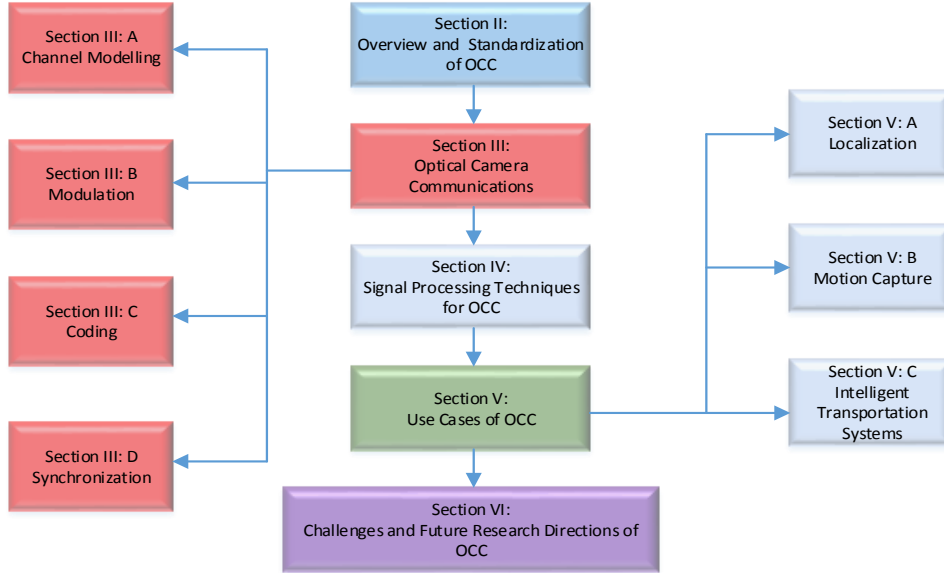 Section II:
Overview and Standardization
of OCC
Section III: A
Channel Modelling
Section III:
Optical Camera
Communications
Section III: B
Modulation
Section III: C
Coding
Section III: D
Synchronization
Section IV:
Signal Processing Techniques
for OCC
Section V:
Use Cases of OCC
Section V: A
Localization
Section V: B
Motion Capture
Section V: C
Intelligent
Transportation
Systems
Section VI:
Challenges and Future Research Directions of
OCC